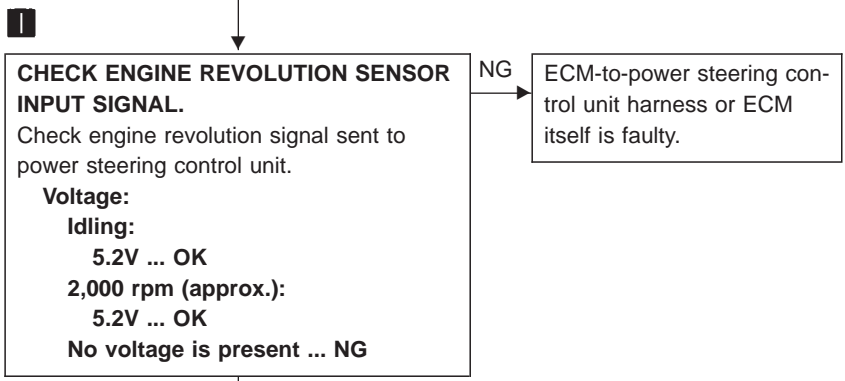 CHECK ENGINE REVOLUTION SENSOR
INPUT SIGNAL.
Check engine revolution signal sent to
power steering control unit.
Voltage:
Idling:
5.2V ... OK
2,000 rpm (approx.):
5.2V ... OK
No voltage is present ... NG
NG
ECM-to-power steering con-
trol unit harness or ECM
itself is faulty.